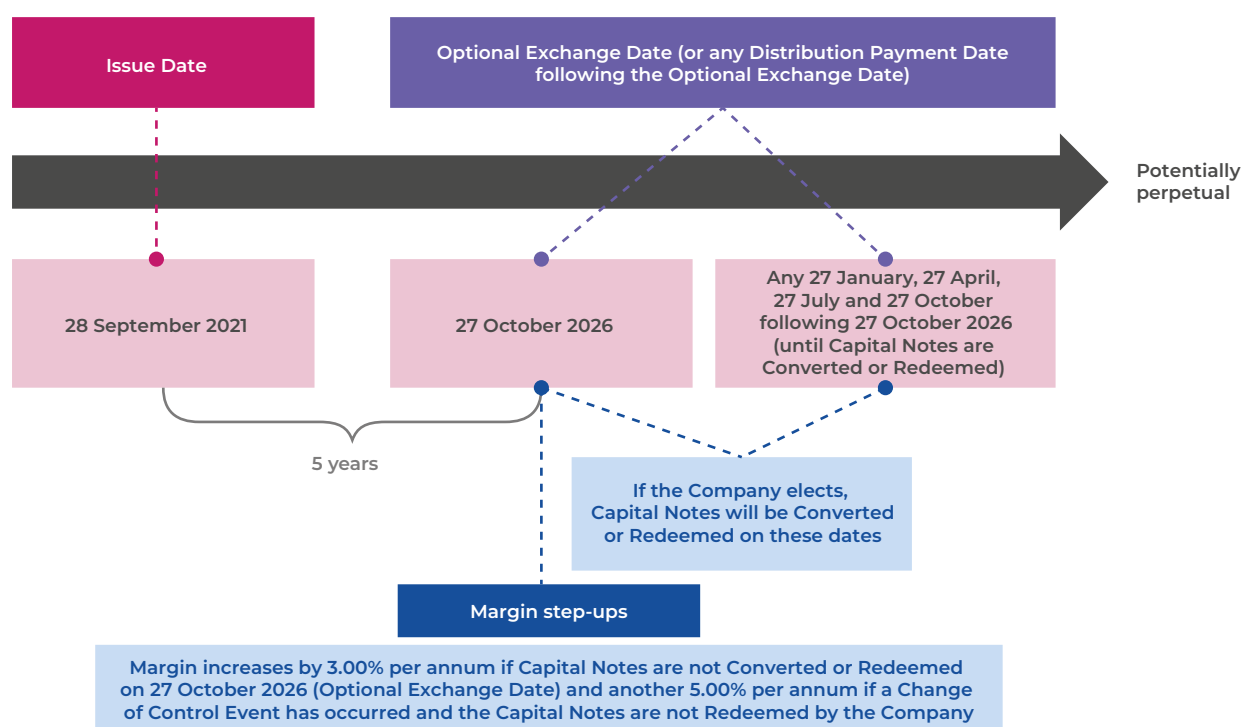 Issue Date
Optional Exchange Date (or any Distribution Payment Date
following the Optional Exchange Date)
Potentially
perpetual
28 September 2021
27 October 2026
Any 27 January, 27 April,
27 July and 27 October
following 27 October 2026
(until Capital Notes are
Converted or Redeemed)
5 years
If the Company elects,
Capital Notes will be Converted
or Redeemed on these dates
Margin step-ups
Margin increases by 3.00% per annum if Capital Notes are not Converted or Redeemed
on 27 October 2026 (Optional Exchange Date) and another 5.00% per annum if a Change
of Control Event has occurred and the Capital Notes are not Redeemed by the Company